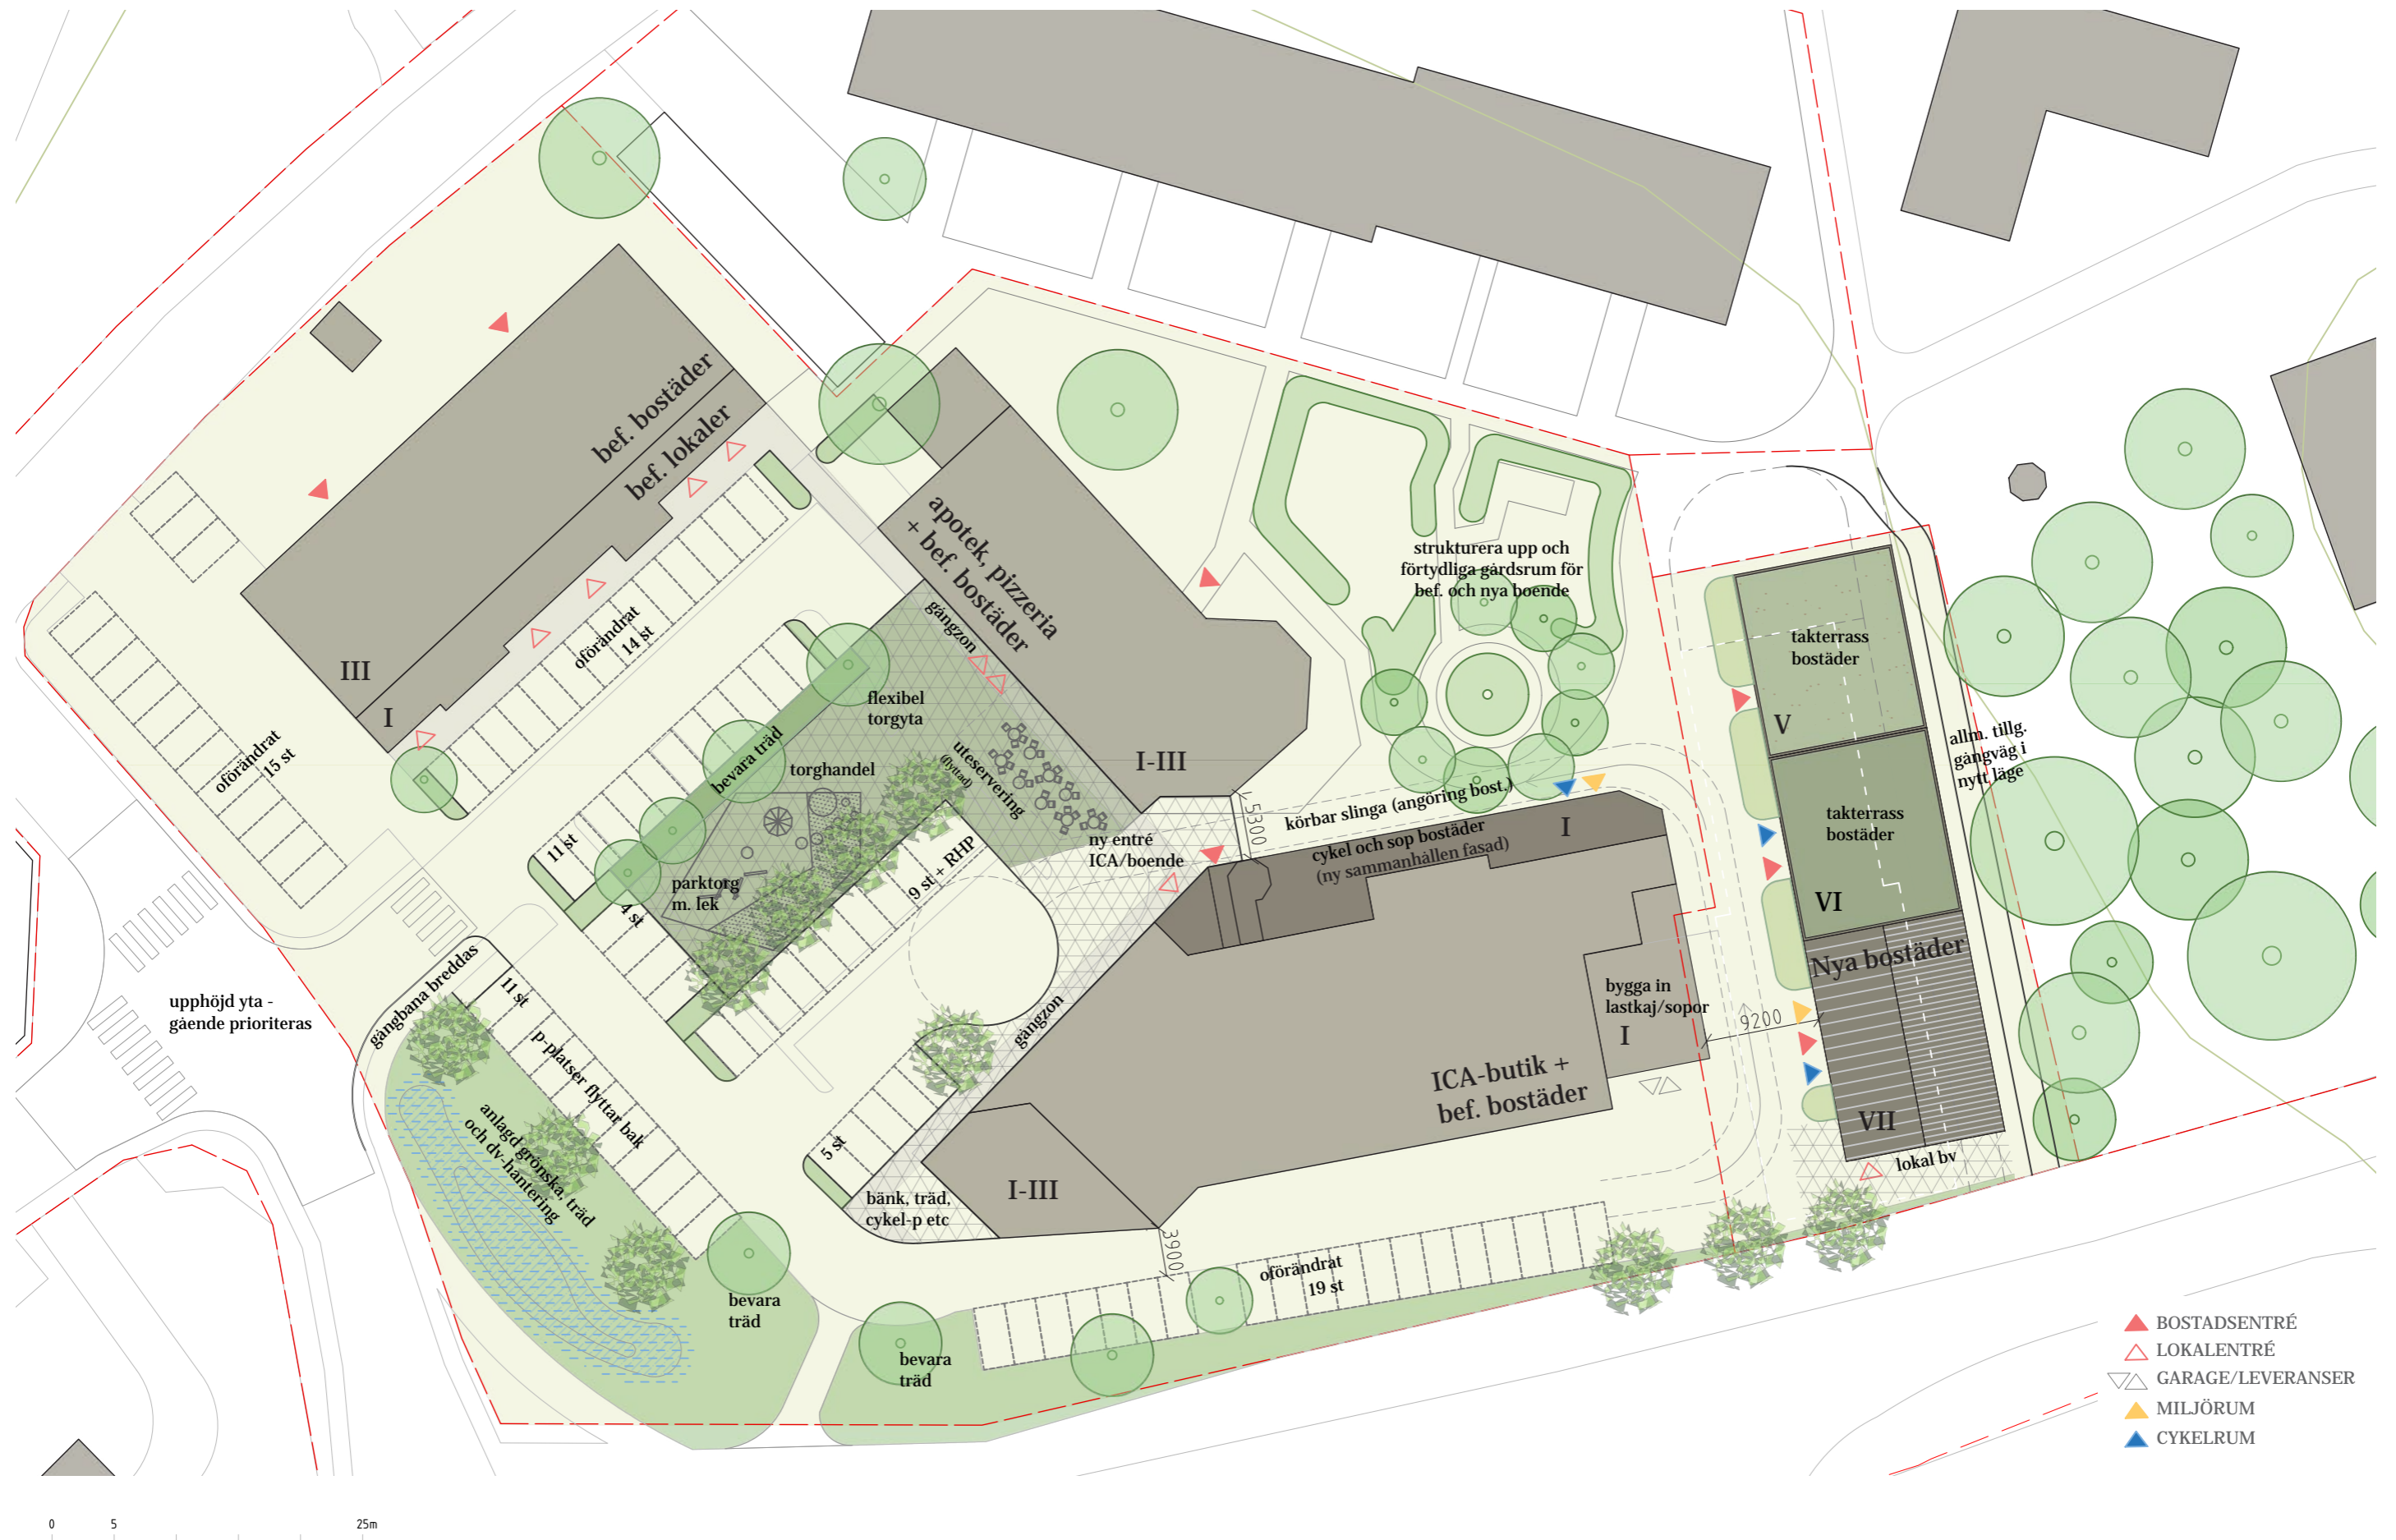 bef. bostäder
bef. lokaler
III
I
oförändrat
14 st
oförändrat
15 st
apotek, pizzeria
+ bef. bostäder
I-III
gångzon
flexibel
torgyta
uteservering
(flyttad)
bevara träd
torghandel
parktorg
m. lek
11 st
4 st
9 st + RHP
strukturera upp och
förtydliga gårdsrum för
bef. och nya boende
ny entré
ICA/boende
5300
körbar slinga (angöring bost.)
cykel och sop bostäder
(ny sammanhållen fasad)
I
takterrass
bostäder
V
takterrass
bostäder
VI
Nya bostäder
VII
lokal bv
allm. tillg.
gångväg i
nytt läge
bygga in
lastkaj/sopor
I
9200
ICA-butik +
bef. bostäder
gångzon
I-III
5 st
bänk, träd,
cykel-p etc
3900
oförändrat
19 st
upphöjd yta -
gående prioriteras
gångbana breddas
11 st
p-platser flyttar bak
anlagd grönska, träd
och dv-hantering
bevara
träd
bevara
träd
BOSTADSENTRÉ
LOKALENTRÉ
GARAGE/LEVERANSER
MILJÖRUM
CYKELRUM
0 5 25m